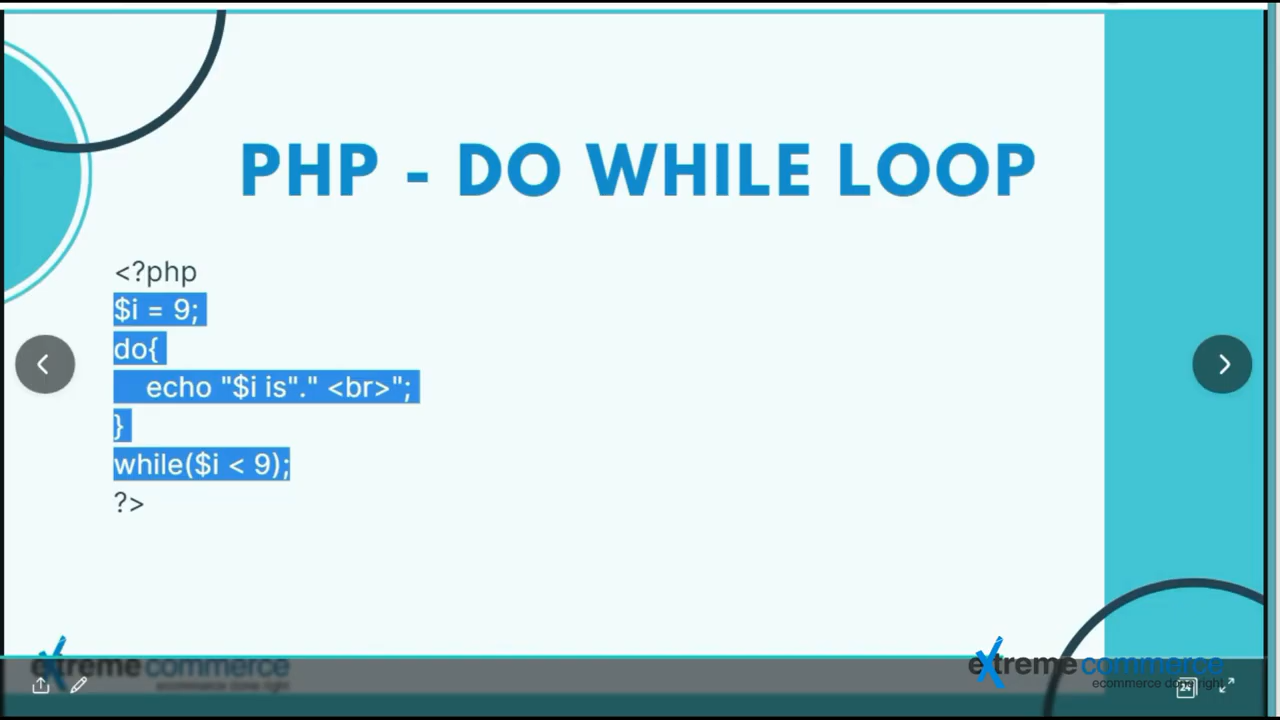 PHP - DO WHILE LOOP
<?php
$i = 9;
do{
    echo "$i is"." <br>";
}
while($i < 9);
?>
extreme commerce
ecommerce done right
extreme commerce
ecommerce done right
24